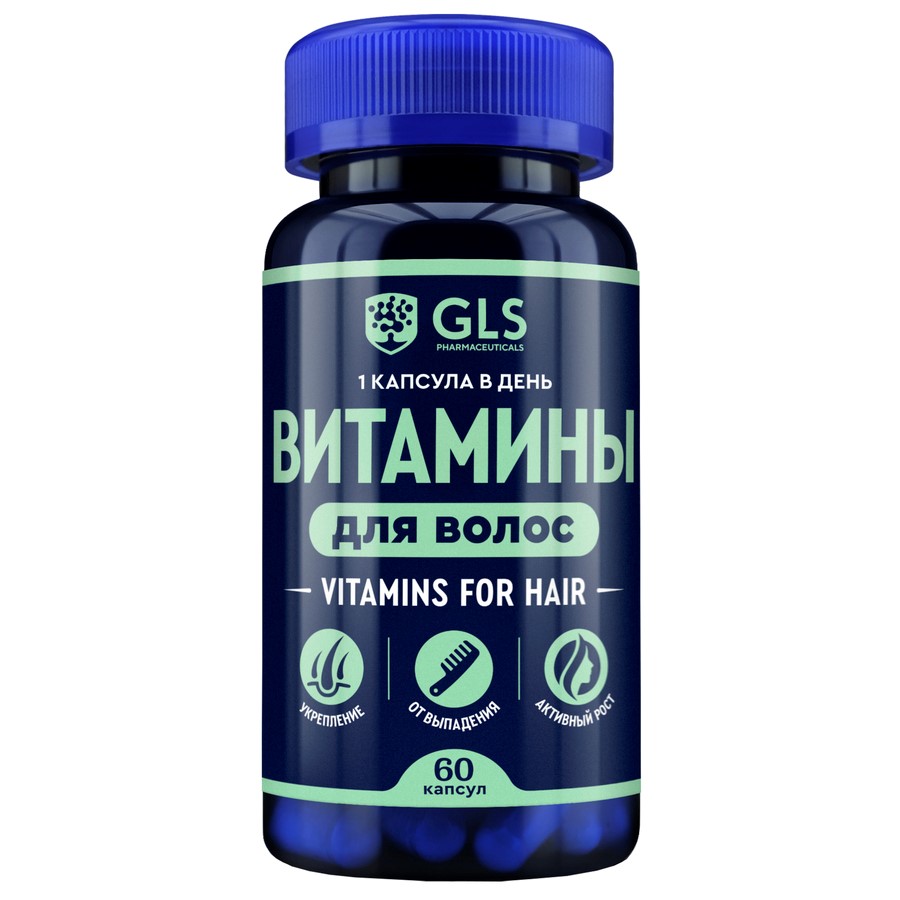 GLS
PHARMACEUTICALS
1 КАПСУЛА В ДЕНЬ
ВИТАМИНЫ
ДЛЯ ВОЛОС
VITAMINS FOR HAIR
УКРЕПЛЕНИЕ
ОТ ВЫПАДЕНИЯ
АКТИВНЫЙ РОСТ
60
капсул